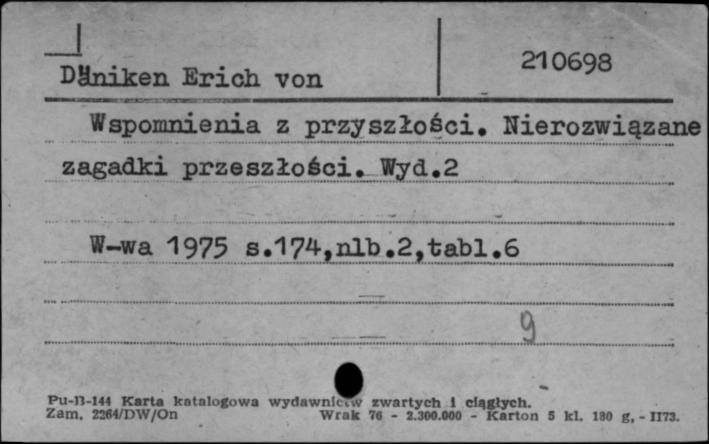 210698
Däniken Erich von
Wspomnienia z przyszłości. Nierozwiązane
zagadki przeszłości. Wyd.2
W-wa 1975 s.174,nlb.2,tabl.6
9
Pu-B-144 Karta katalogowa wydawnictw zwartych i ciągłych.
Zam. 2264/DW/On Wrak 76 - 2.300.000 - Karton 5 kl. 180 g, - II73.